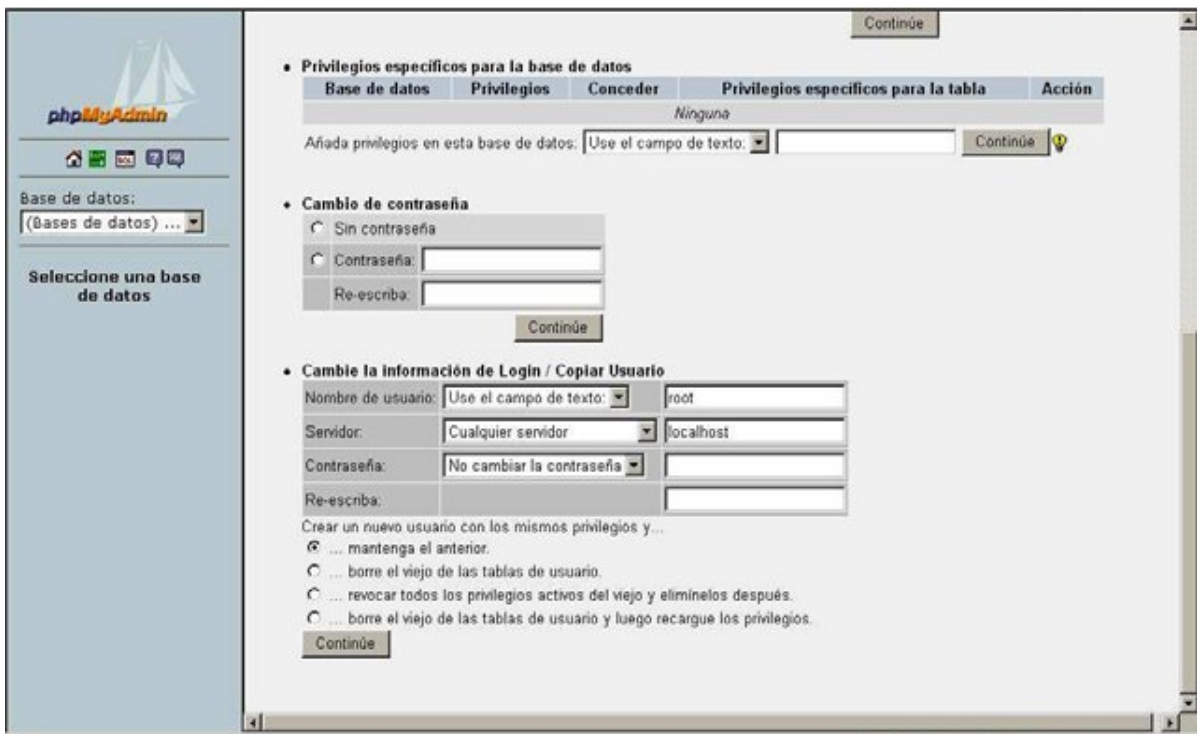 phpMyAdmin
SQL
Base de datos:
(Bases de datos) ...
Seleccione una base
de datos
Continúe
Privilegios específicos para la base de datos
Base de datos Privilegios Conceder Privilegios específicos para la tabla Acción
Ninguna
Añada privilegios en esta base de datos: Use el campo de texto: Continúe
Cambio de contraseña
Sin contraseña
Contraseña:
Re-escriba:
Continúe
Cambie la información de Login / Copiar Usuario
Nombre de usuario: Use el campo de texto: root
Servidor: Cualquier servidor localhost
Contraseña: No cambiar la contraseña
Re-escriba:
Crear un nuevo usuario con los mismos privilegios y...
... mantenga el anterior.
... borre el viejo de las tablas de usuario.
... revocar todos los privilegios activos del viejo y elimínelos después.
... borre el viejo de las tablas de usuario y luego recargue los privilegios.
Continúe